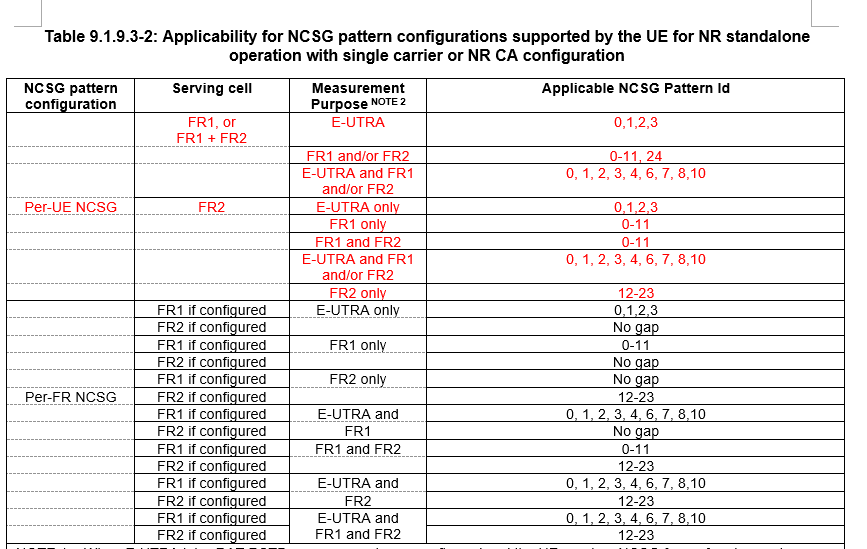 Table 9.1.9.3-2: Applicability for NCSG pattern configurations supported by the UE for NR standalone
operation with single carrier or NR CA configuration
NCSG pattern configuration Serving cell Measurement Purpose NOTE 2 Applicable NCSG Pattern Id
FR1, or FR1 + FR2 E-UTRA 0,1,2,3
FR1 and/or FR2 0-11, 24
E-UTRA and FR1 and/or FR2 0, 1, 2, 3, 4, 6, 7, 8,10
Per-UE NCSG FR2 E-UTRA only 0,1,2,3
FR1 only 0-11
FR1 and FR2 0-11
E-UTRA and FR1 and/or FR2 0, 1, 2, 3, 4, 6, 7, 8,10
FR2 only 12-23
FR1 if configured E-UTRA only 0,1,2,3
FR2 if configured No gap
FR1 if configured FR1 only 0-11
FR2 if configured No gap
FR1 if configured FR2 only No gap
Per-FR NCSG FR2 if configured 12-23
FR1 if configured E-UTRA and 0, 1, 2, 3, 4, 6, 7, 8,10
FR2 if configured FR1 No gap
FR1 if configured FR1 and FR2 0-11
FR2 if configured 12-23
FR1 if configured E-UTRA and 0, 1, 2, 3, 4, 6, 7, 8,10
FR2 if configured FR2 12-23
FR1 if configured E-UTRA and 0, 1, 2, 3, 4, 6, 7, 8,10
FR2 if configured FR1 and FR2 12-23